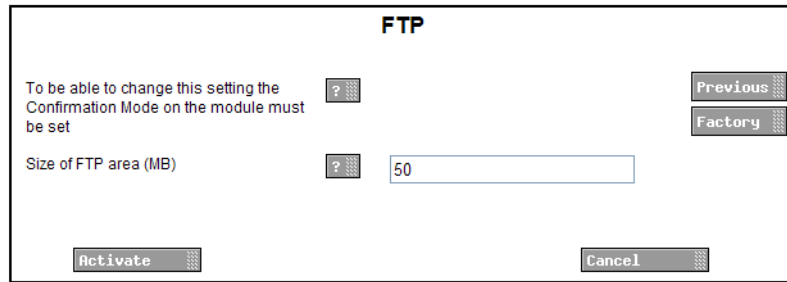 FTP
To be able to change this setting the
Confirmation Mode on the module must
be set
?
Previous
Factory
Size of FTP area (MB)
?
50
Activate
Cancel